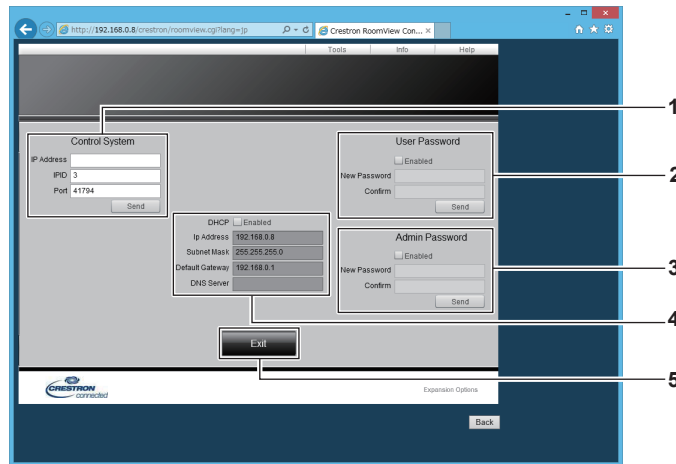 http://192.168.0.8/crestron/roomview.cgi?lang=jp
Crestron RoomView Con... ×
Tools Info Help
1
Control System
IP Address
IPID 3
Port 41794
Send
User Password
Enabled
New Password
Confirm
Send
2
DHCP Enabled
Ip Address 192.168.0.8
Subnet Mask 255.255.255.0
Default Gateway 192.168.0.1
DNS Server
Admin Password
Enabled
New Password
Confirm
Send
3
4
Exit
5
CRESTRON
connected
Expansion Options
Back